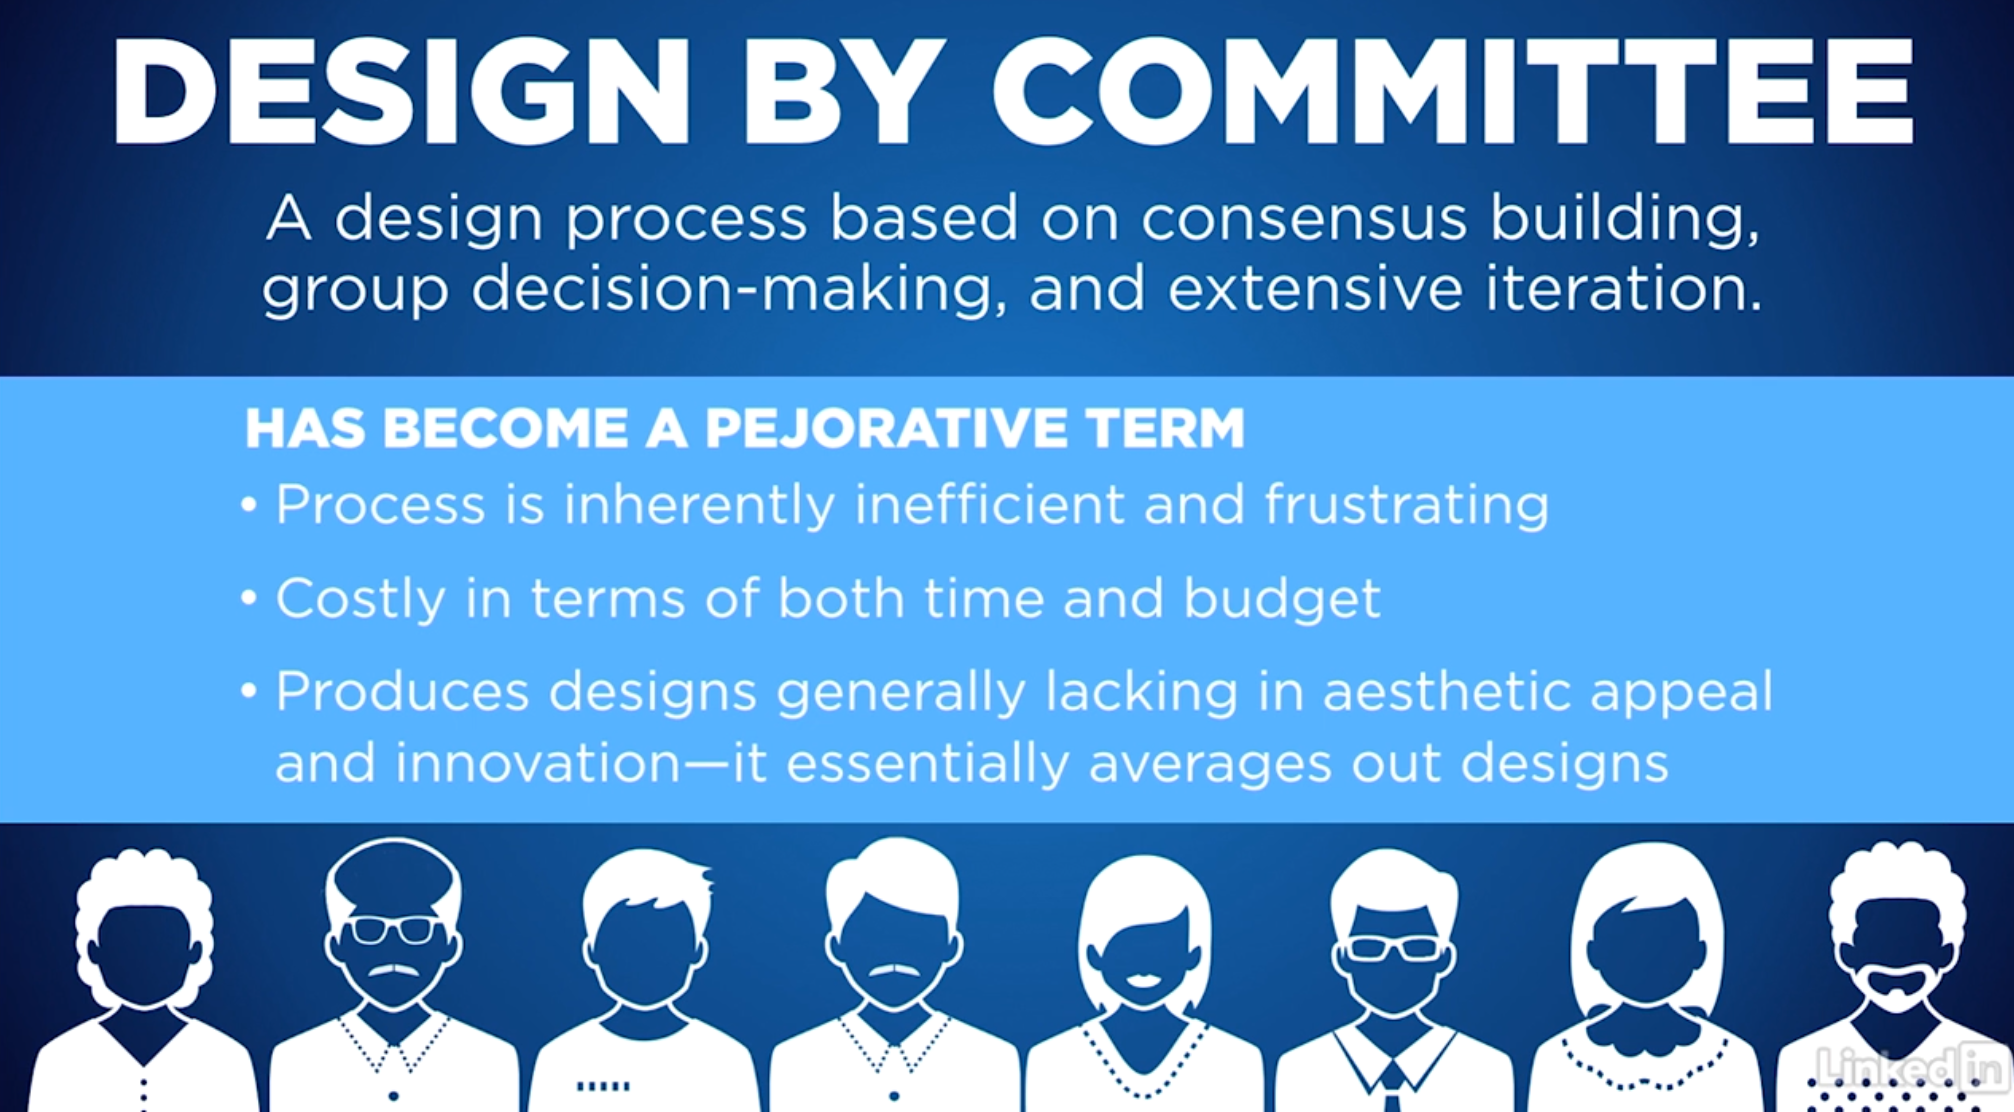 DESIGN BY COMMITTEE
A design process based on consensus building,
group decision-making, and extensive iteration.
HAS BECOME A PEJORATIVE TERM
• Process is inherently inefficient and frustrating
• Costly in terms of both time and budget
• Produces designs generally lacking in aesthetic appeal
and innovation—it essentially averages out designs
Linked in